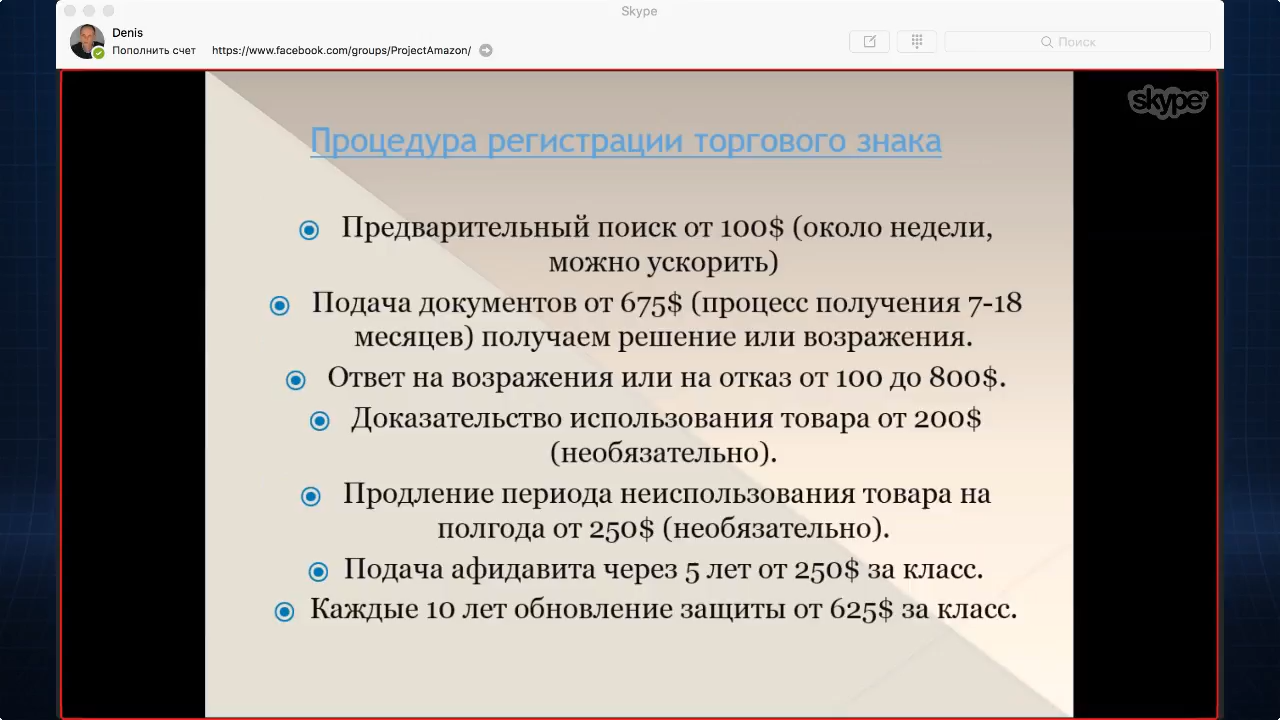 Skype
Denis
Пополнить счет https://www.facebook.com/groups/ProjectAmazon/
Поиск
skype
Процедура регистрации торгового знака
Предварительный поиск от 100$ (около недели,
можно ускорить)
Подача документов от 675$ (процесс получения 7-18
месяцев) получаем решение или возражения.
Ответ на возражения или на отказ от 100 до 800$.
Доказательство использования товара от 200$
(необязательно).
Продление периода неиспользования товара на
полгода от 250$ (необязательно).
Подача афидавита через 5 лет от 250$ за класс.
Каждые 10 лет обновление защиты от 625$ за класс.